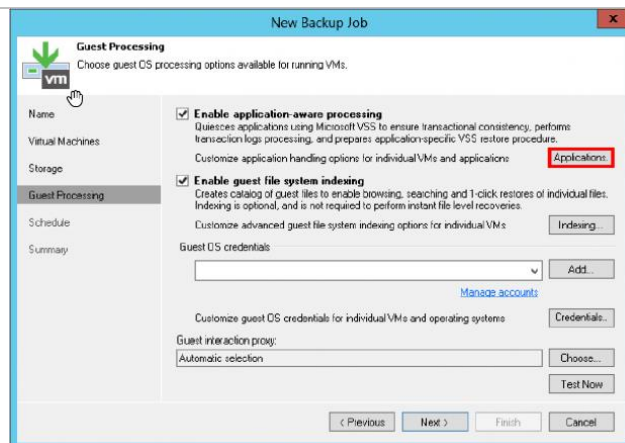 New Backup Job
x
Guest Processing
Choose guest OS processing options available for running VMs.
vm
Name
Virtual Machines
Storage
Guest Processing
Schedule
Summary
Enable application-aware processing
Quiesces applications using Microsoft VSS to ensure transactional consistency, performs
transaction logs processing, and prepares application-specific VSS restore procedure.
Customize application handling options for individual VMs and applications
Applications.
Enable guest file system indexing
Creates catalog of guest files to enable browsing, searching and 1-click restores of individual files.
Indexing is optional, and is not required to perform instant file level recoveries.
Customize advanced guest file system indexing options for individual VMs
Indexing...
Guest OS credentials
Add...
Manage accounts
Customize guest OS credentials for individual VMs and operating systems
Credentials..
Guest interaction proxy:
Automatic selection
Choose...
Test Now
< Previous
Next >
Finish
Cancel